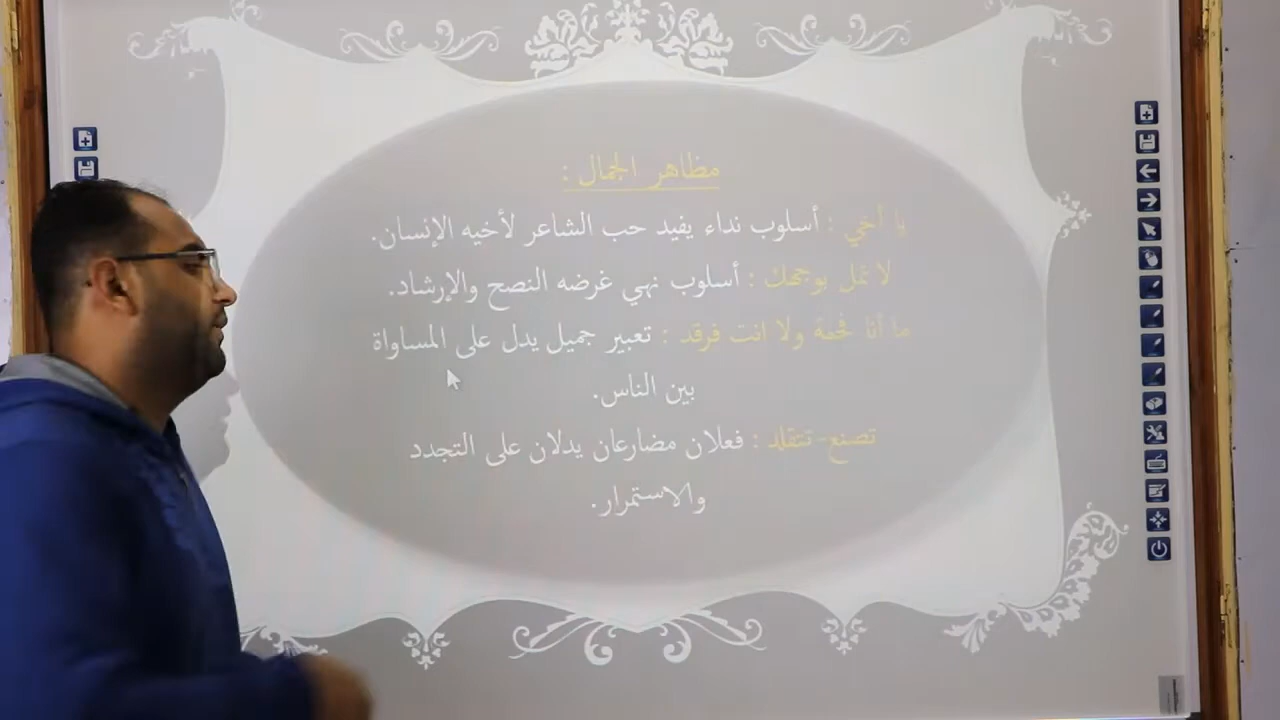 مظاهر الجمال :
يا أخي : أسلوب نداء يفيد حب الشاعر لأخيه الإنسان.
لا تمل بوجهك : أسلوب نهي غرضه النصح والإرشاد.
ما أنا فحمة ولا انت فرقد : تعبير جميل يدل على المساواة
بين الناس.
تصنع- تتقلد : فعلان مضارعان يدلان على التجدد
والاستمرار.